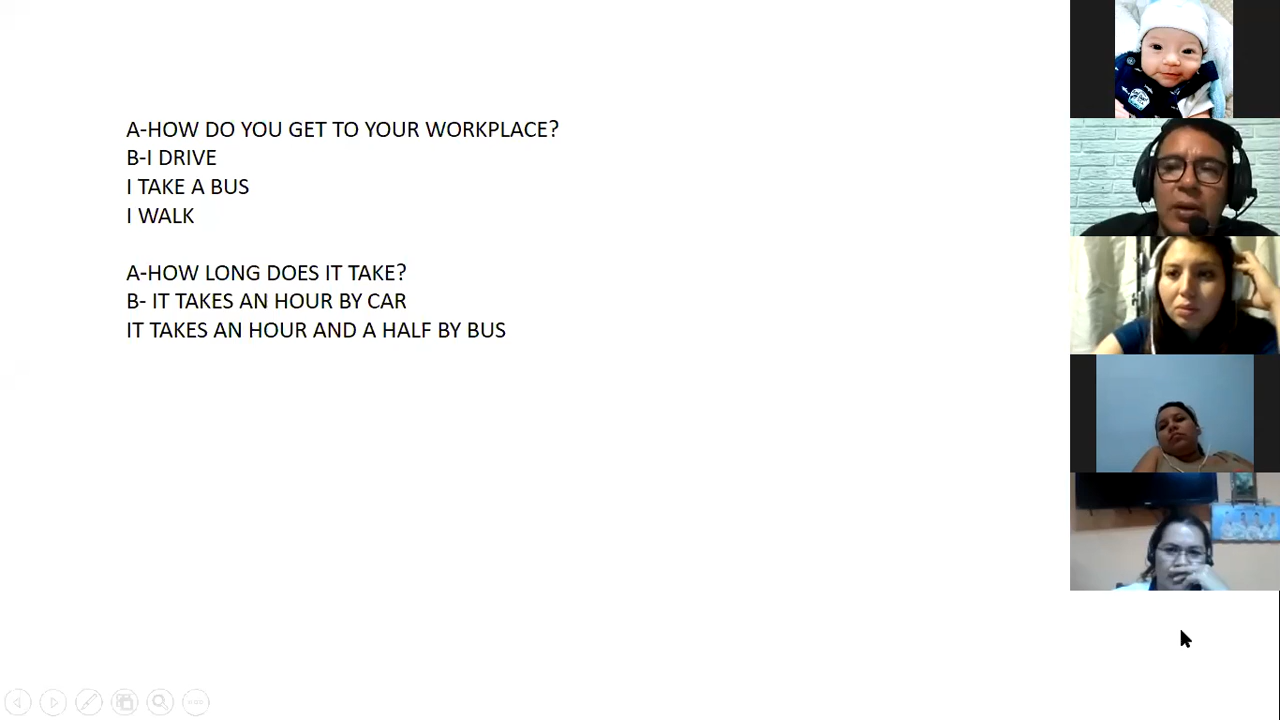 A-HOW DO YOU GET TO YOUR WORKPLACE?
B-I DRIVE
I TAKE A BUS
I WALK
A-HOW LONG DOES IT TAKE?
B- IT TAKES AN HOUR BY CAR
IT TAKES AN HOUR AND A HALF BY BUS